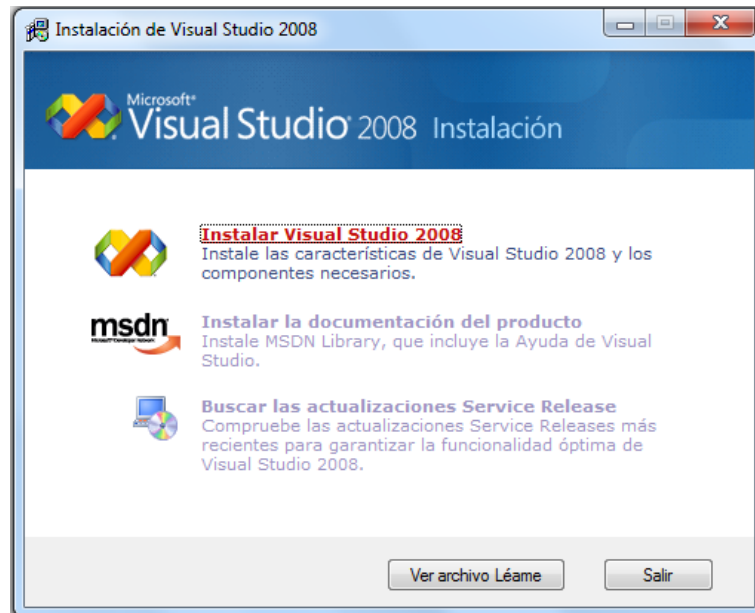 Instalación de Visual Studio 2008
Microsoft®
Visual Studio® 2008 Instalación
Instalar Visual Studio 2008
Instale las características de Visual Studio 2008 y los
componentes necesarios.
msdn
Instalar la documentación del producto
Instale MSDN Library, que incluye la Ayuda de Visual
Studio.
Buscar las actualizaciones Service Release
Compruebe las actualizaciones Service Releases más
recientes para garantizar la funcionalidad óptima de
Visual Studio 2008.
Ver archivo Léame
Salir